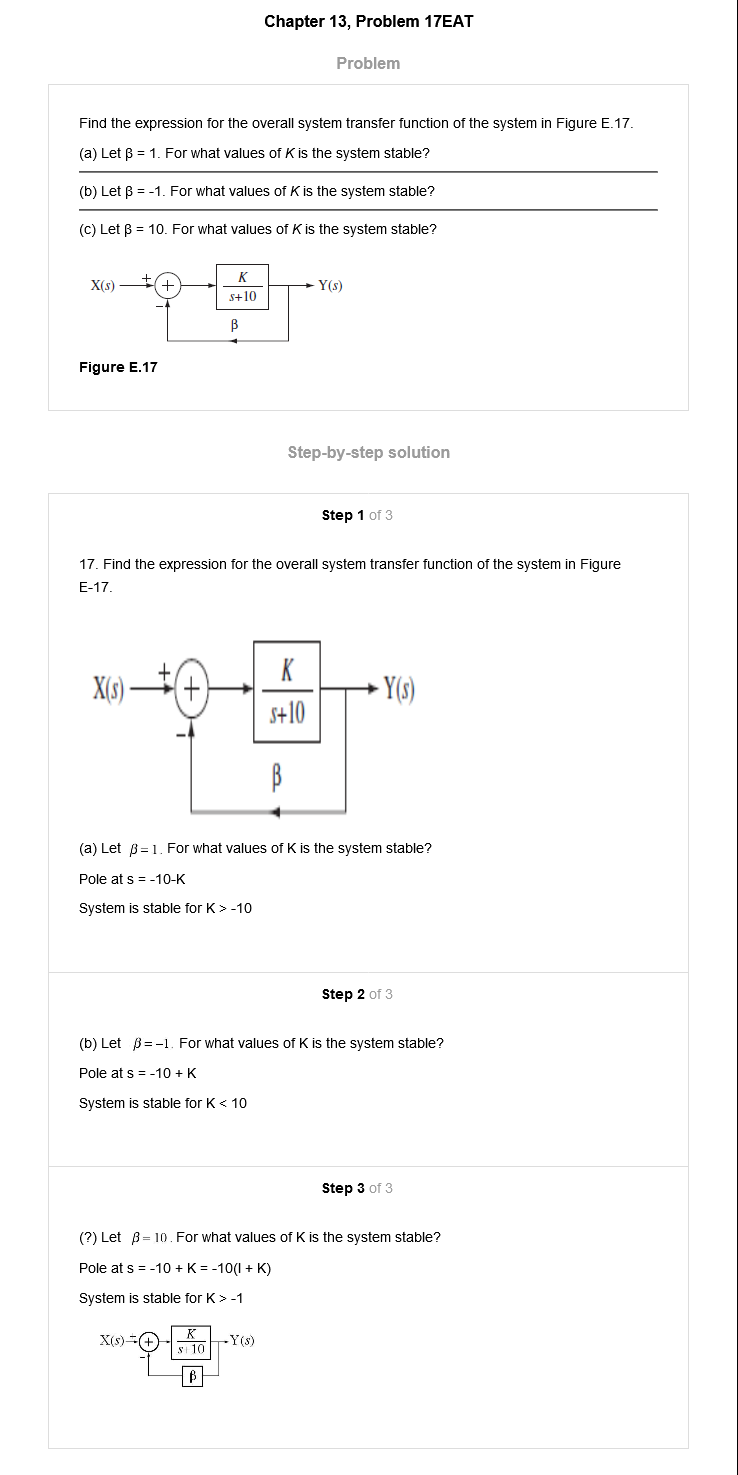 Chapter 13, Problem 17EAT
Problem
Find the expression for the overall system transfer function of the system in Figure E.17.
(a) Let β = 1. For what values of K is the system stable?
(b) Let β = -1. For what values of K is the system stable?
(c) Let β = 10. For what values of K is the system stable?
X(s) + + − K s+10 Y(s)
β
Figure E.17
Step-by-step solution
Step 1 of 3
17. Find the expression for the overall system transfer function of the system in Figure
E-17.
X(s) + + − K s+10 Y(s)
β
(a) Let β = 1. For what values of K is the system stable?
Pole at s = -10-K
System is stable for K > -10
Step 2 of 3
(b) Let β = −1. For what values of K is the system stable?
Pole at s = -10 + K
System is stable for K < 10
Step 3 of 3
(?) Let β = 10. For what values of K is the system stable?
Pole at s = -10 + K = -10(l + K)
System is stable for K > -1
X(s) + + − K s+10 Y(s)
β